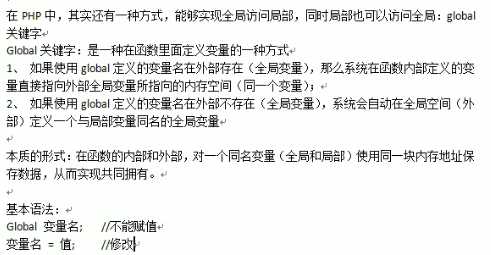 在 PHP 中，其实还有一种方式，能够实现全局访问局部，同时局部也可以访问全局：global
关键字
Global 关键字：是一种在函数里面定义变量的一种方式
1、 如果使用 global 定义的变量名在外部存在（全局变量），那么系统在函数内部定义的变
量直接指向外部全局变量所指向的内存空间（同一个变量）；
2、 如果使用 global 定义的变量名在外部不存在（全局变量），系统会自动在全局空间（外
部）定义一个与局部变量同名的全局变量
本质的形式：在函数的内部和外部，对一个同名变量（全局和局部）使用同一块内存地址保
存数据，从而实现共同拥有。
基本语法：
Global 变量名; //不能赋值
变量名 = 值; //修改